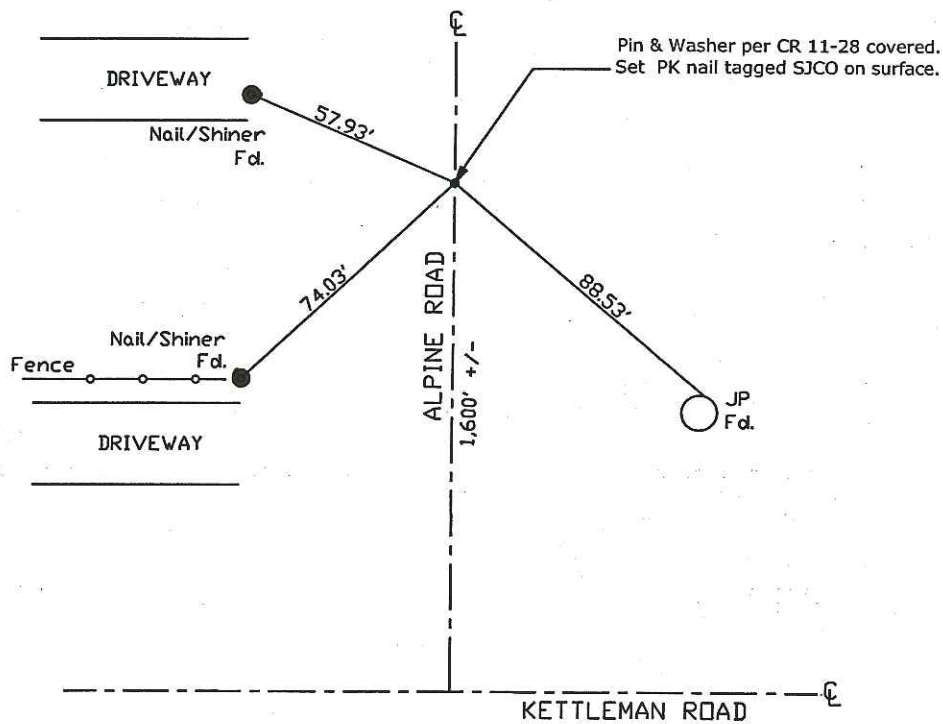 ℄
Pin & Washer per CR 11-28 covered.
Set PK nail tagged SJCO on surface.
DRIVEWAY
57.93'
Nail/Shiner
Fd.
74.03'
88.53'
ALPINE ROAD
1,600' +/-
Nail/Shiner
Fd.
Fence
JP
Fd.
DRIVEWAY
℄
KETTLEMAN ROAD